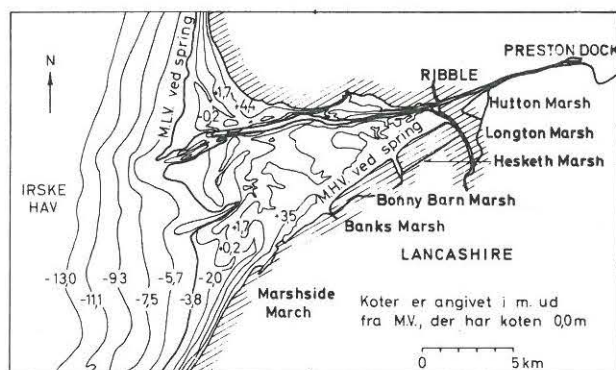 N
MLV. ved spring
+1,7
+4,4
+0,2
PRESTON DOCK
RIBBLE
Hutton Marsh
Longton Marsh
Hesketh Marsh
MHV. ved spring
IRSKE
HAV
Bonny Barn Marsh
Banks Marsh
+1,7
+0,2
+3,5
LANCASHIRE
-13,0
-11,1
-9,3
-7,5
-5,7
-3,8
-2,0
Marshside
March
Koter er angivet i m. ud
fra M.V., der har koten 0,0m
0 5 km